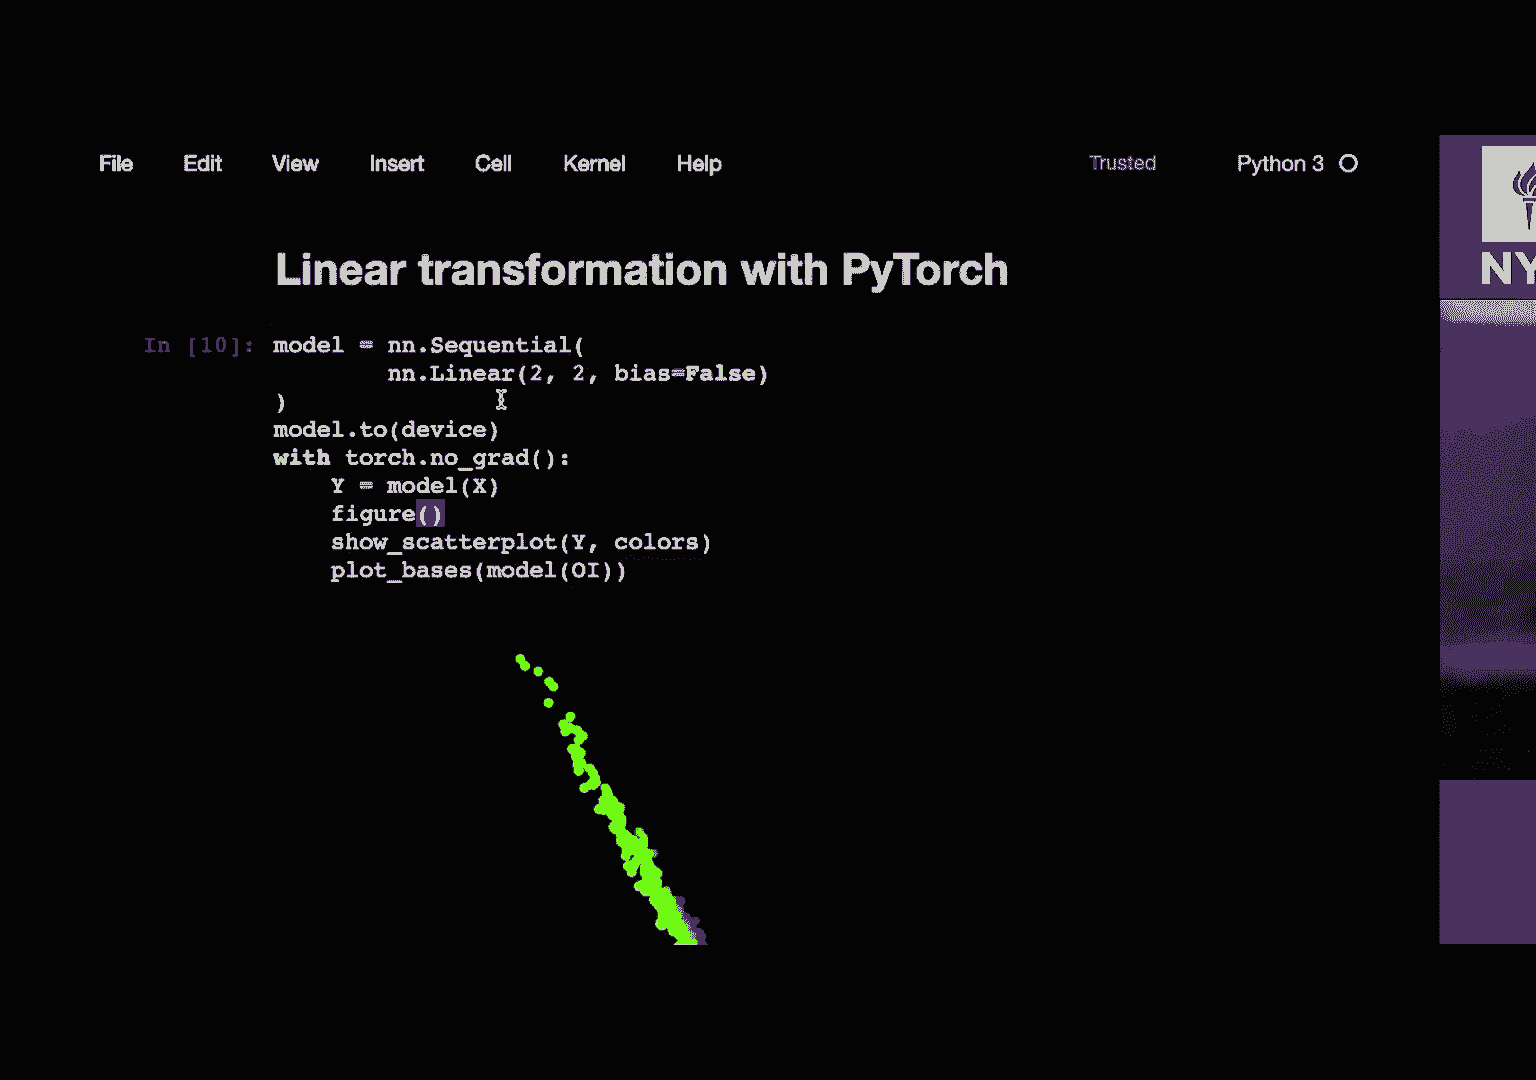 File Edit View Insert Cell Kernel Help Trusted Python 3
NY
Linear transformation with PyTorch
In [10]: model = nn.Sequential(
        nn.Linear(2, 2, bias=False)
)
model.to(device)
with torch.no_grad():
    Y = model(X)
    figure()
    show_scatterplot(Y, colors)
    plot_bases(model(OI))